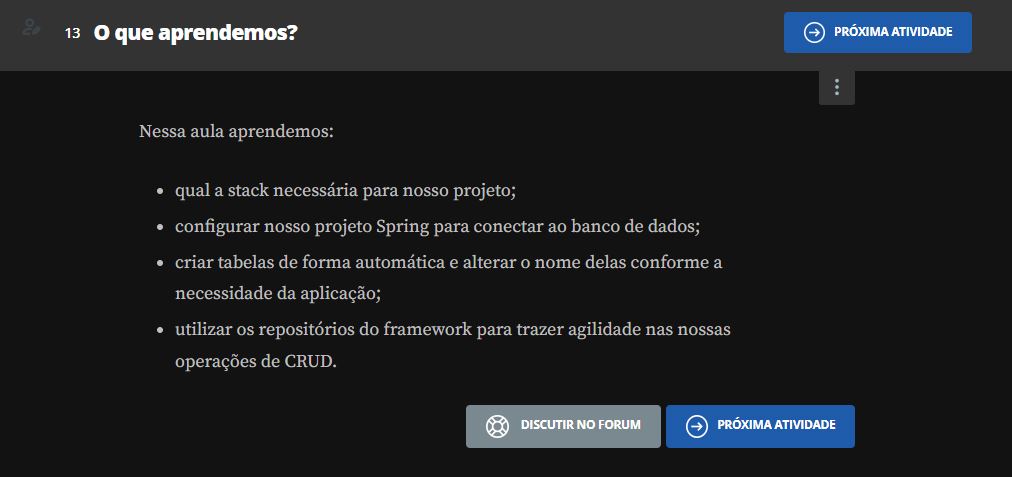 13 O que aprendemos?
PRÓXIMA ATIVIDADE
Nessa aula aprendemos:
• qual a stack necessária para nosso projeto;
• configurar nosso projeto Spring para conectar ao banco de dados;
• criar tabelas de forma automática e alterar o nome delas conforme a
necessidade da aplicação;
• utilizar os repositórios do framework para trazer agilidade nas nossas
operações de CRUD.
DISCUTIR NO FORUM
PRÓXIMA ATIVIDADE